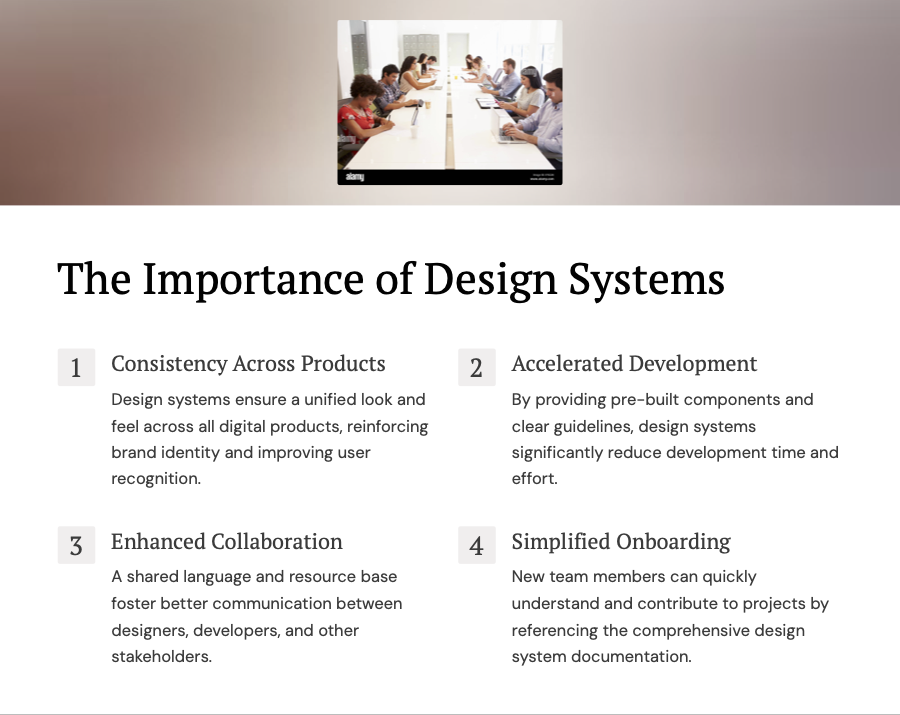 alamy
www.alamy.com
The Importance of Design Systems
1
Consistency Across Products
Design systems ensure a unified look and
feel across all digital products, reinforcing
brand identity and improving user
recognition.
2
Accelerated Development
By providing pre-built components and
clear guidelines, design systems
significantly reduce development time and
effort.
3
Enhanced Collaboration
A shared language and resource base
foster better communication between
designers, developers, and other
stakeholders.
4
Simplified Onboarding
New team members can quickly
understand and contribute to projects by
referencing the comprehensive design
system documentation.